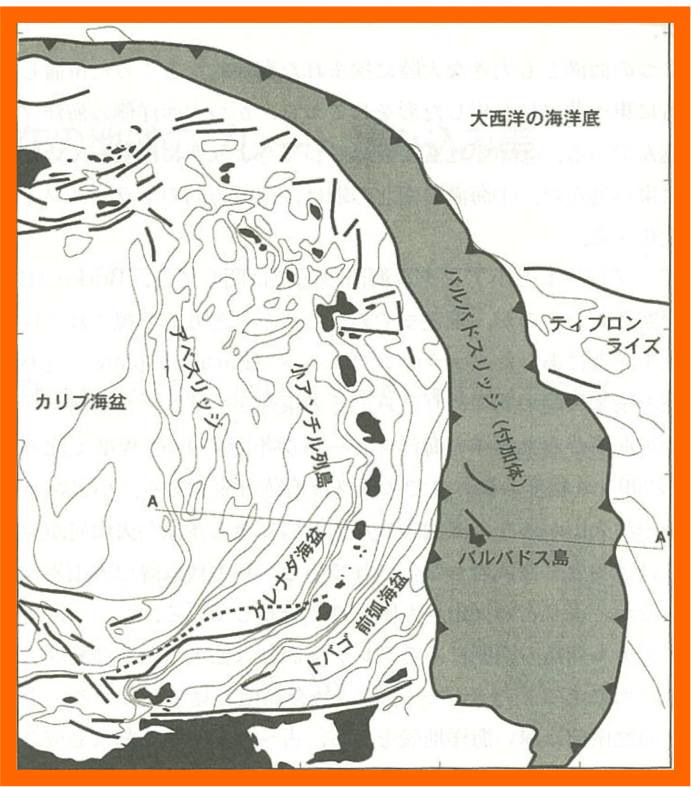 大西洋の海洋底
バルバドスリッジ（付加体）
ティブロン
ライズ
アベスリッジ
小アンチル列島
カリブ海盆
A
A'
グレナダ海盆
バルバドス島
トバゴ 前弧海盆